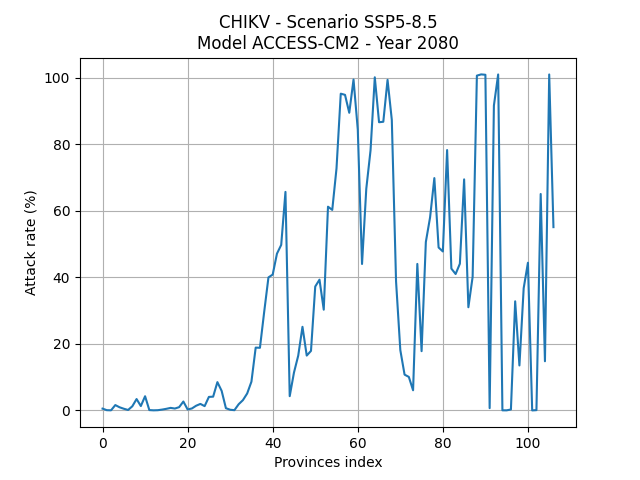 CHIKV - Scenario SSP5-8.5
Model ACCESS-CM2 - Year 2080
Attack rate (%)
100
80
60
40
20
0
0 20 40 60 80 100
Provinces index